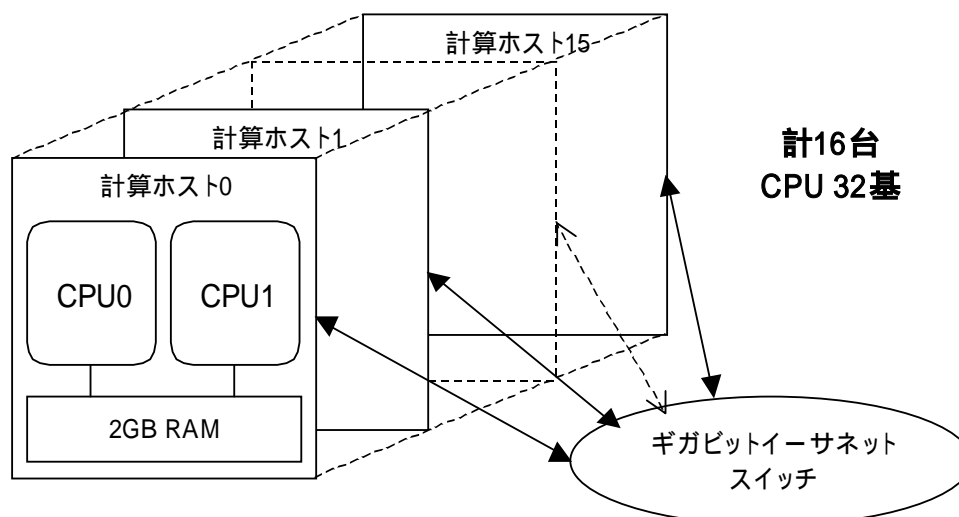 計算ホスト15
計算ホスト1
計算ホスト0
CPU0
CPU1
2GB RAM
計16台
CPU 32基
ギガビットイーサネット
スイッチ